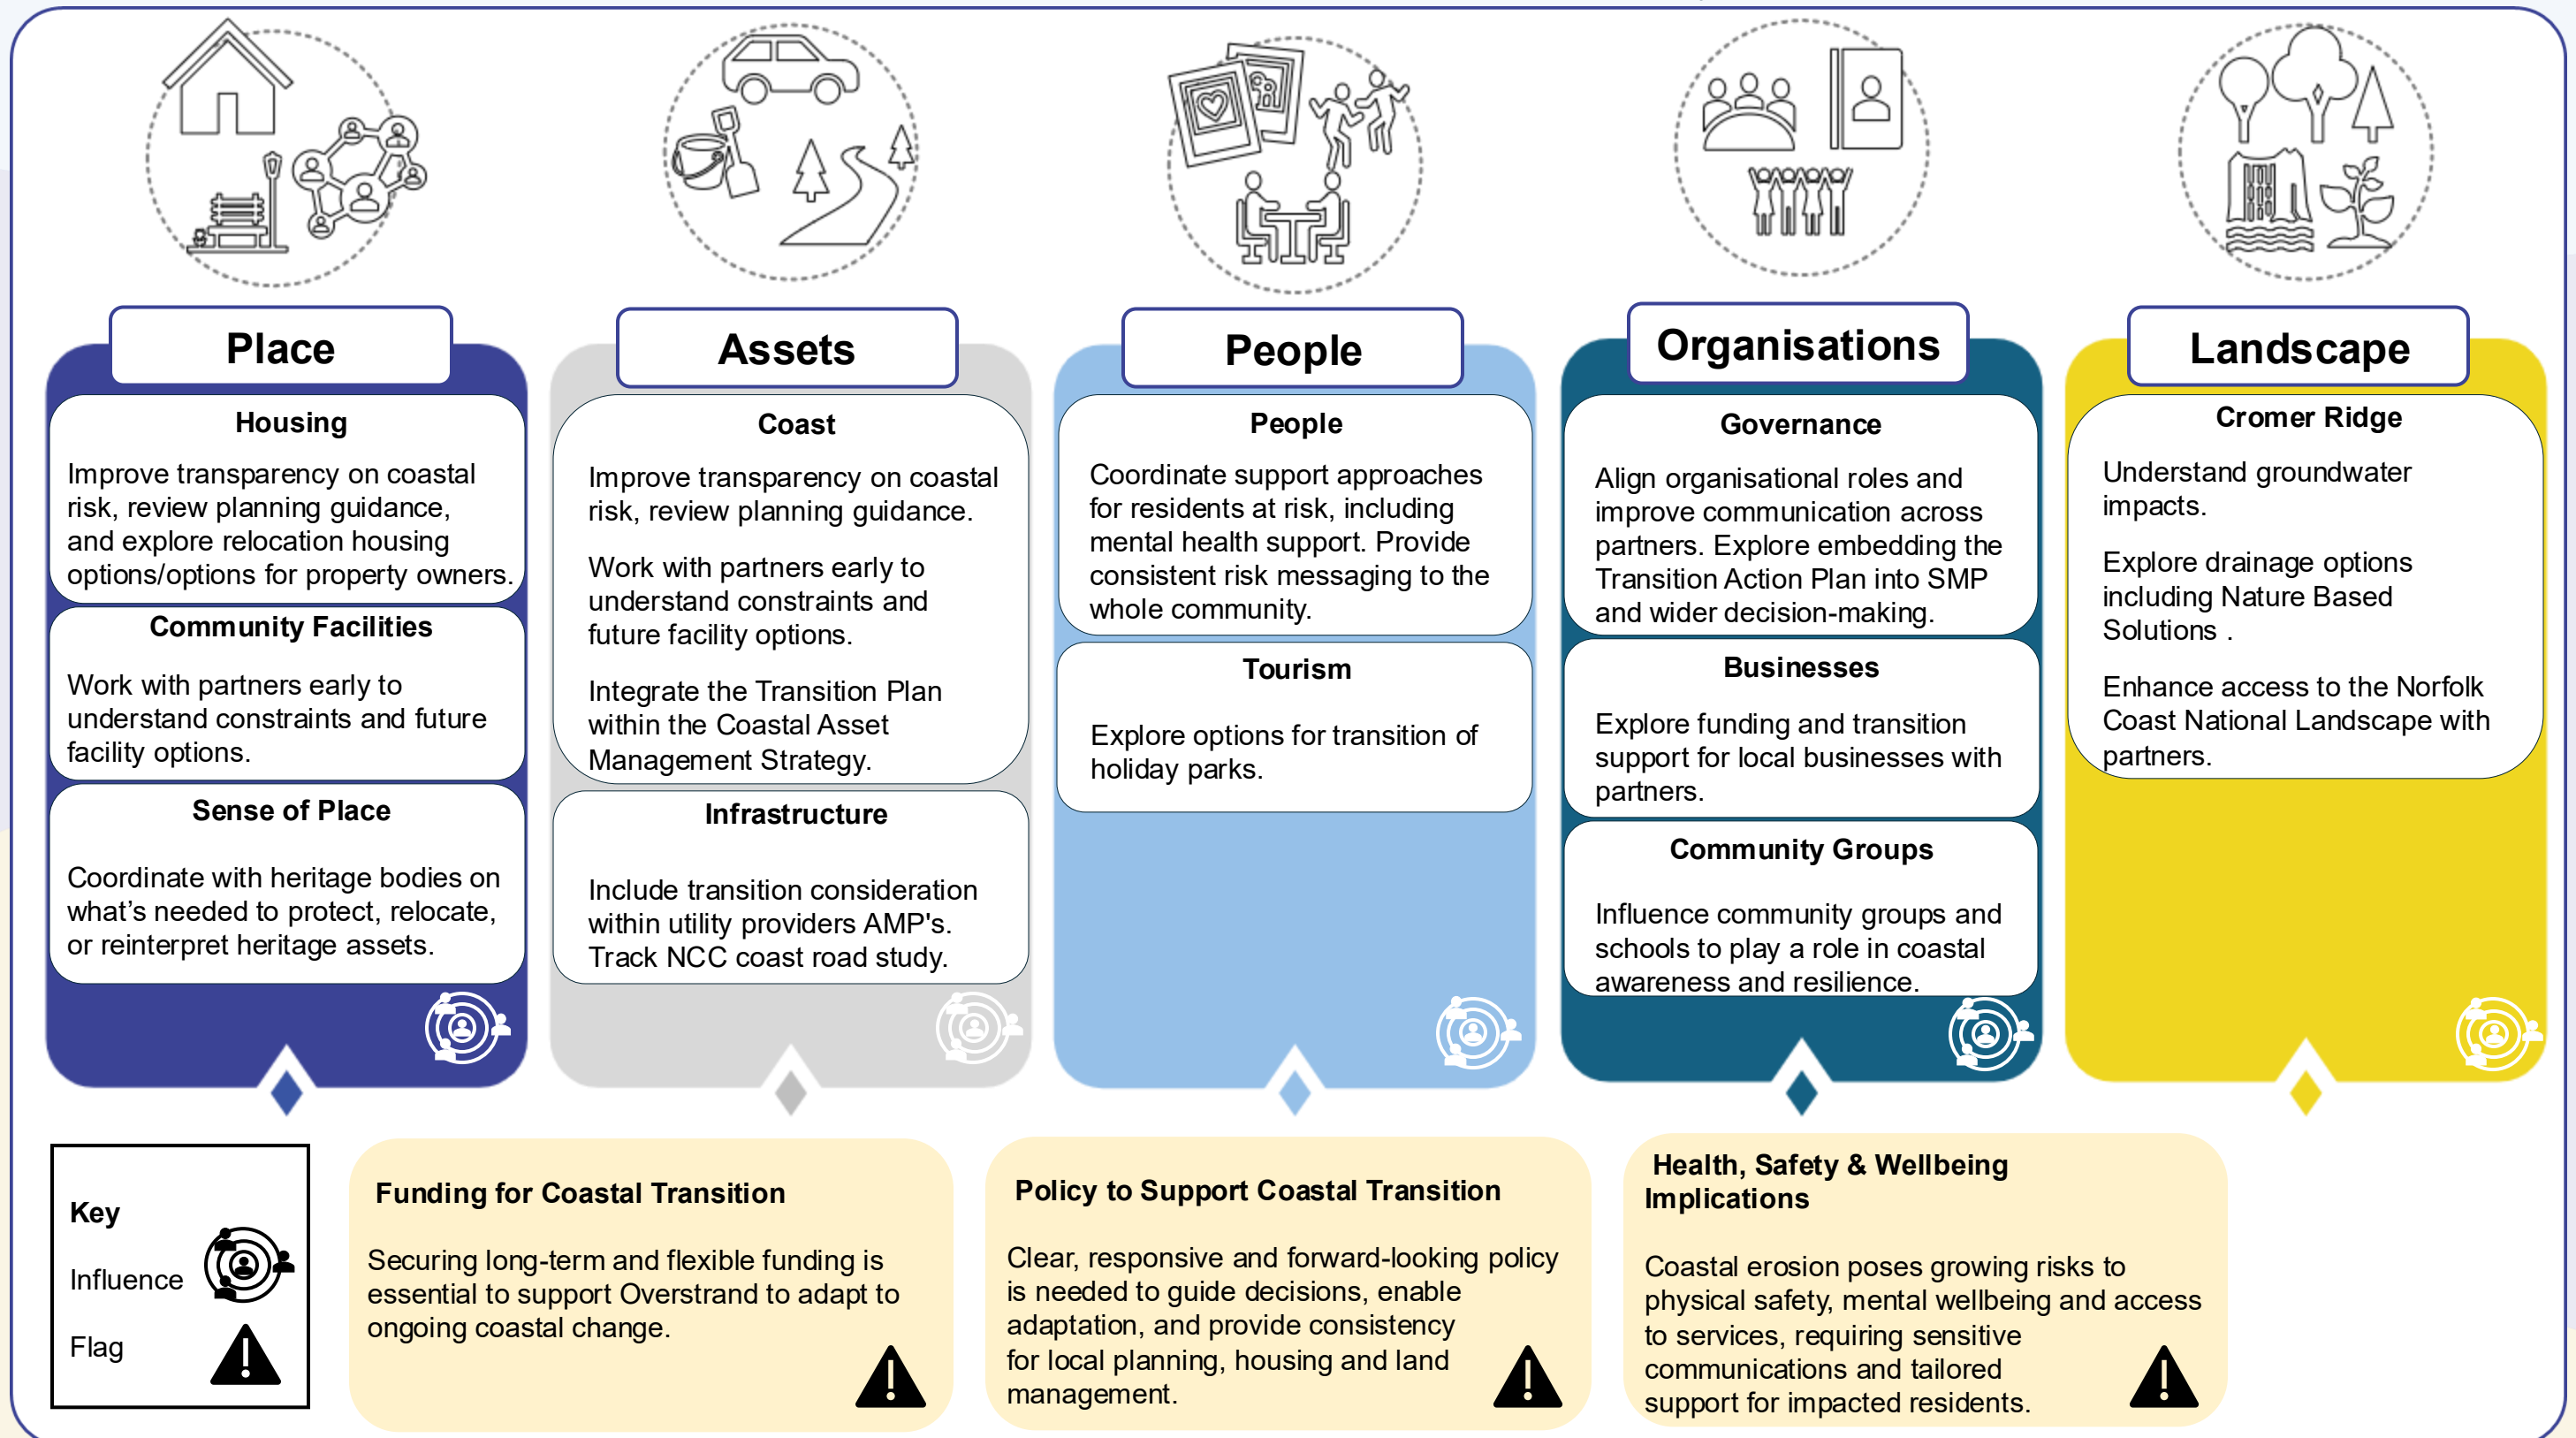 Place
Housing
Improve transparency on coastal
risk, review planning guidance,
and explore relocation housing
options/options for property owners.
Community Facilities
Work with partners early to
understand constraints and future
facility options.
Sense of Place
Coordinate with heritage bodies on
what’s needed to protect, relocate,
or reinterpret heritage assets.
Assets
Coast
Improve transparency on coastal
risk, review planning guidance.
Work with partners early to
understand constraints and
future facility options.
Integrate the Transition Plan
within the Coastal Asset
Management Strategy.
Infrastructure
Include transition consideration
within utility providers AMP's.
Track NCC coast road study.
People
People
Coordinate support approaches
for residents at risk, including
mental health support. Provide
consistent risk messaging to the
whole community.
Tourism
Explore options for transition of
holiday parks.
Organisations
Governance
Align organisational roles and
improve communication across
partners. Explore embedding the
Transition Action Plan into SMP
and wider decision-making.
Businesses
Explore funding and transition
support for local businesses with
partners.
Community Groups
Influence community groups and
schools to play a role in coastal
awareness and resilience.
Landscape
Cromer Ridge
Understand groundwater
impacts.
Explore drainage options
including Nature Based
Solutions .
Enhance access to the Norfolk
Coast National Landscape with
partners.
Key
Influence
Flag
Funding for Coastal Transition
Securing long-term and flexible funding is
essential to support Overstrand to adapt to
ongoing coastal change.
Policy to Support Coastal Transition
Clear, responsive and forward-looking policy
is needed to guide decisions, enable
adaptation, and provide consistency
for local planning, housing and land
management.
Health, Safety & Wellbeing
Implications
Coastal erosion poses growing risks to
physical safety, mental wellbeing and access
to services, requiring sensitive
communications and tailored
support for impacted residents.